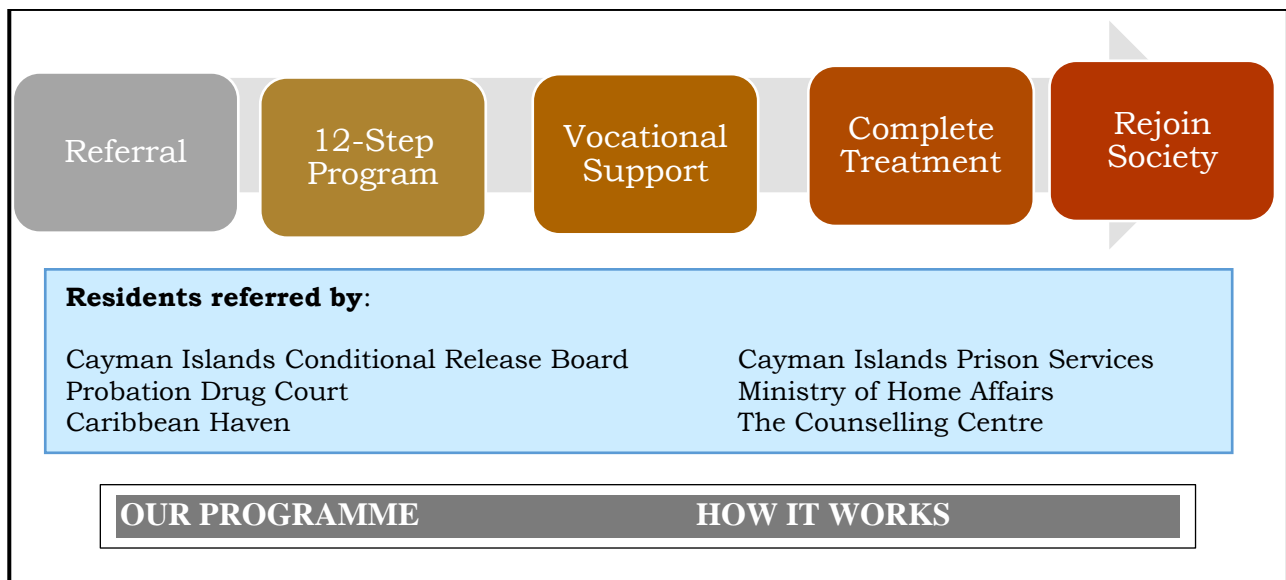 Referral
12-Step
Program
Vocational
Support
Complete
Treatment
Rejoin
Society
Residents referred by:
Cayman Islands Conditional Release Board
Probation Drug Court
Caribbean Haven
Cayman Islands Prison Services
Ministry of Home Affairs
The Counselling Centre
OUR PROGRAMME HOW IT WORKS